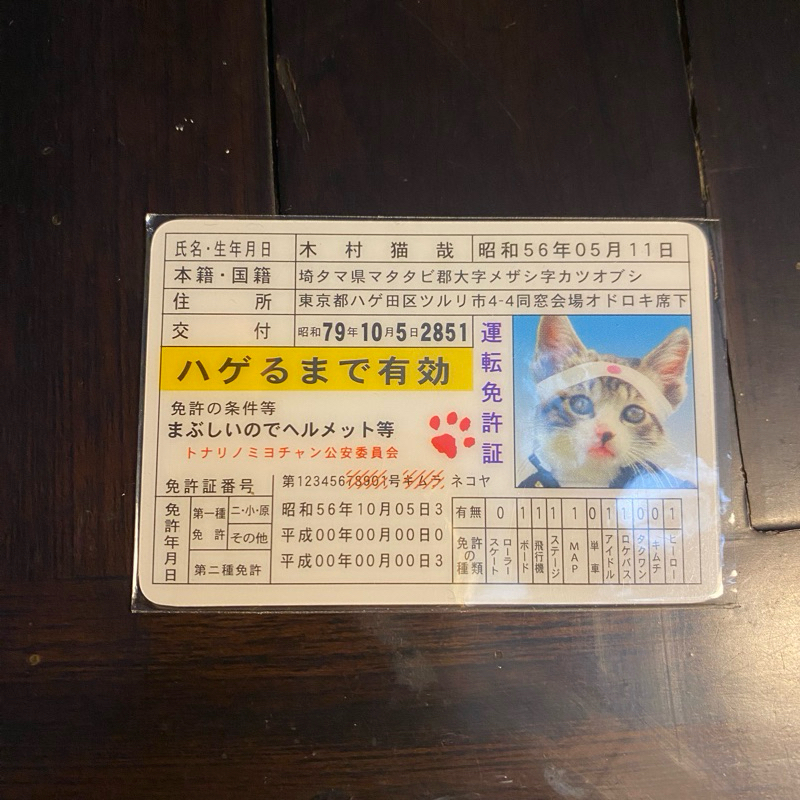 氏名・生年月日 木村猫哉 昭和56年05月11日
本籍・国籍 埼タマ県マタタビ郡大字メザシ字カツオブシ
住所 東京都ハゲ田区ツルリ市4-4同窓会場オドロキ席下
交付 昭和79年10月5日2851
運転免許証
ハゲるまで有効
免許の条件等
まぶしいのでヘルメット等
トナリノミヨチャン公安委員会
免許証番号 第12345678901号キムラ ネコヤ
免許年月日
第一種免許 二・小・原 昭和56年10月05日3
その他 平成00年00月00日0
第二種免許 平成00年00月00日3
有無 0 1 1 1 1 0 1 1 0 0 1
免許の種類 ローラースケート ボード 飛行機 ステージ MAP 単車 アイドル ロケバス タクワン キムチ ヒーロー